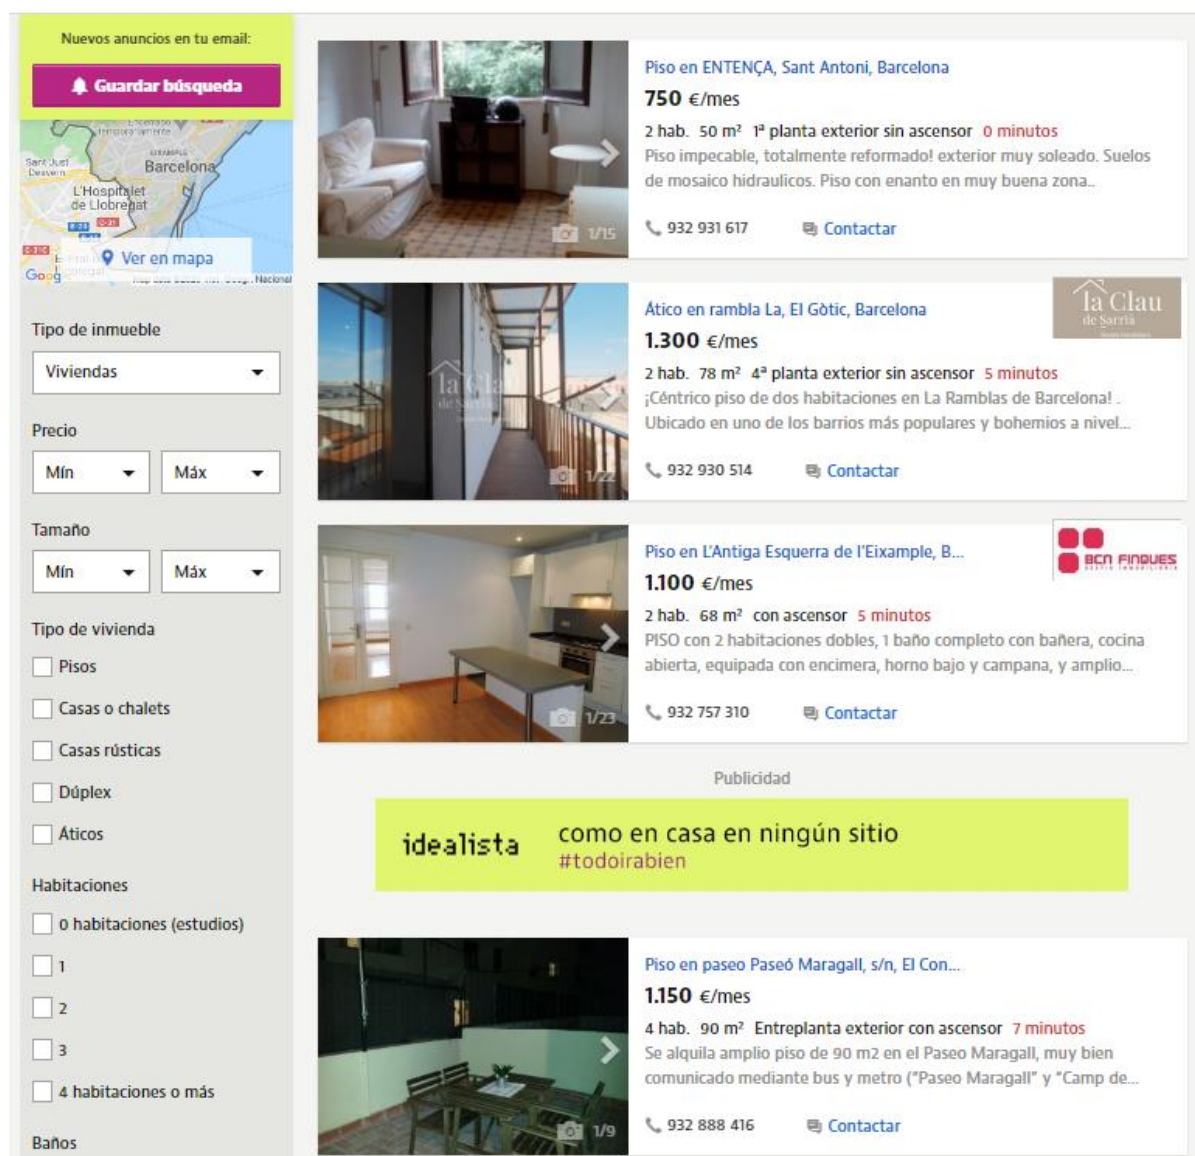 Nuevos anuncios en tu email:
Guardar búsqueda
Sant Just
Desvern
EIXAMPLE
Barcelona
L'Hospitalet
de Llobregat
Ver en mapa
Tipo de inmueble
Viviendas
Precio
Mín Máx
Tamaño
Mín Máx
Tipo de vivienda
Pisos
Casas o chalets
Casas rústicas
Dúplex
Áticos
Habitaciones
0 habitaciones (estudios)
1
2
3
4 habitaciones o más
Baños
1/15
Piso en ENTENÇA, Sant Antoni, Barcelona
750 €/mes
2 hab. 50 m² 1ª planta exterior sin ascensor 0 minutos
Piso impecable, totalmente reformado! exterior muy soleado. Suelos
de mosaico hidraulicos. Piso con enanto en muy buena zona..
932 931 617 Contactar
la Clau
de Sarrià
1/22
Ático en rambla La, El Gòtic, Barcelona
1.300 €/mes
2 hab. 78 m² 4ª planta exterior sin ascensor 5 minutos
¡Céntrico piso de dos habitaciones en La Ramblas de Barcelona! .
Ubicado en uno de los barrios más populares y bohemios a nivel...
932 930 514 Contactar
la Clau
de Sarrià
1/23
Piso en L'Antiga Esquerra de l'Eixample, B...
1.100 €/mes
2 hab. 68 m² con ascensor 5 minutos
PISO con 2 habitaciones dobles, 1 baño completo con bañera, cocina
abierta, equipada con encimera, horno bajo y campana, y amplio...
932 757 310 Contactar
BCN FINQUES
Publicidad
idealista
como en casa en ningún sitio
#todoirabien
1/9
Piso en paseo Paseó Maragall, s/n, El Con...
1.150 €/mes
4 hab. 90 m² Entreplanta exterior con ascensor 7 minutos
Se alquila amplio piso de 90 m2 en el Paseo Maragall, muy bien
comunicado mediante bus y metro ("Paseo Maragall" y "Camp de...
932 888 416 Contactar